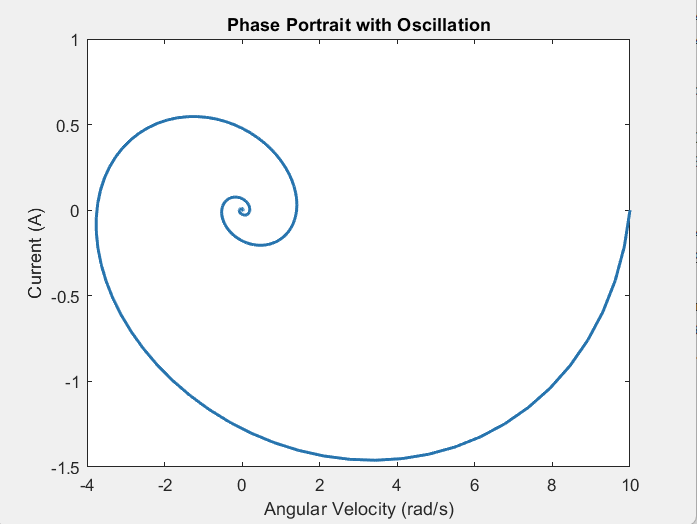 Phase Portrait with Oscillation
1
0.5
0
-0.5
-1
-1.5
Current (A)
-4 -2 0 2 4 6 8 10
Angular Velocity (rad/s)